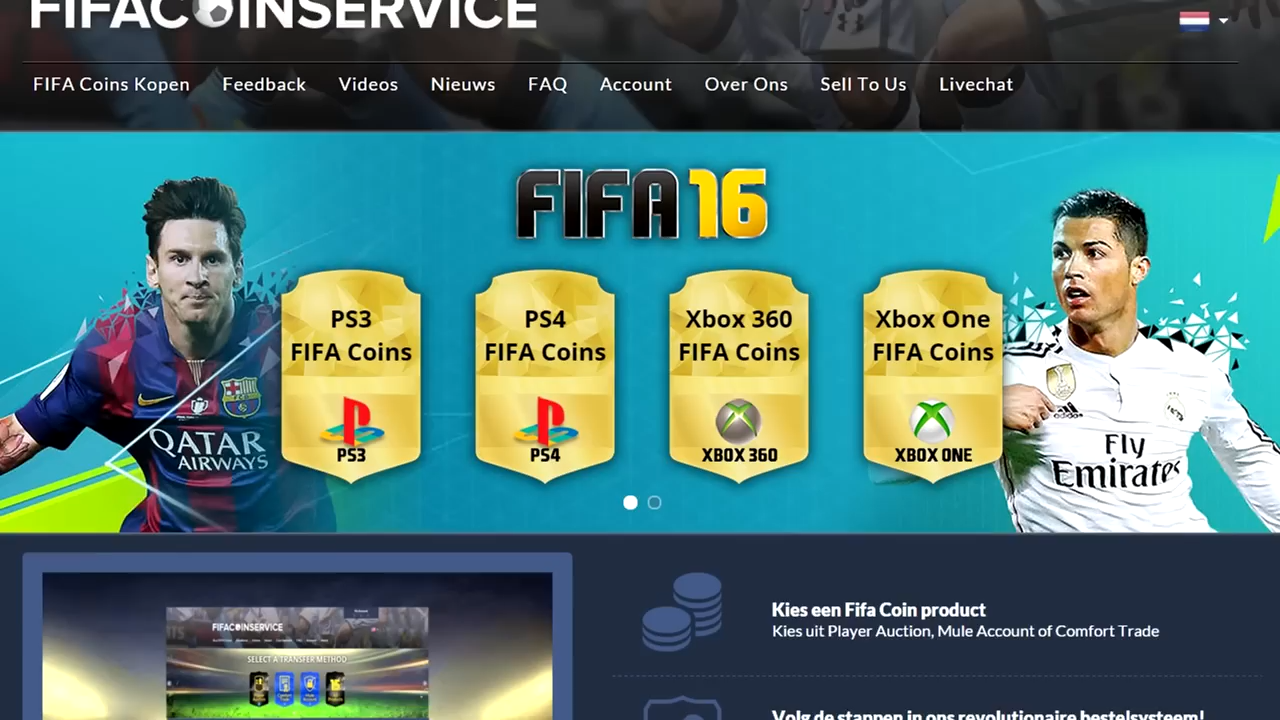 FIFACOINSERVICE
FIFA Coins Kopen Feedback Videos Nieuws FAQ Account Over Ons Sell To Us Livechat
FIFA 16
PS3
FIFA Coins
PS3
PS4
FIFA Coins
PS4
Xbox 360
FIFA Coins
XBOX 360
Xbox One
FIFA Coins
XBOX ONE
QATAR
AIRWAYS
Fly
Emirates
adidas
FIFACOINSERVICE
SELECT A TRANSFER METHOD
Kies een Fifa Coin product
Kies uit Player Auction, Mule Account of Comfort Trade
Volg de stappen in ons revolutionaire bestelsysteem!